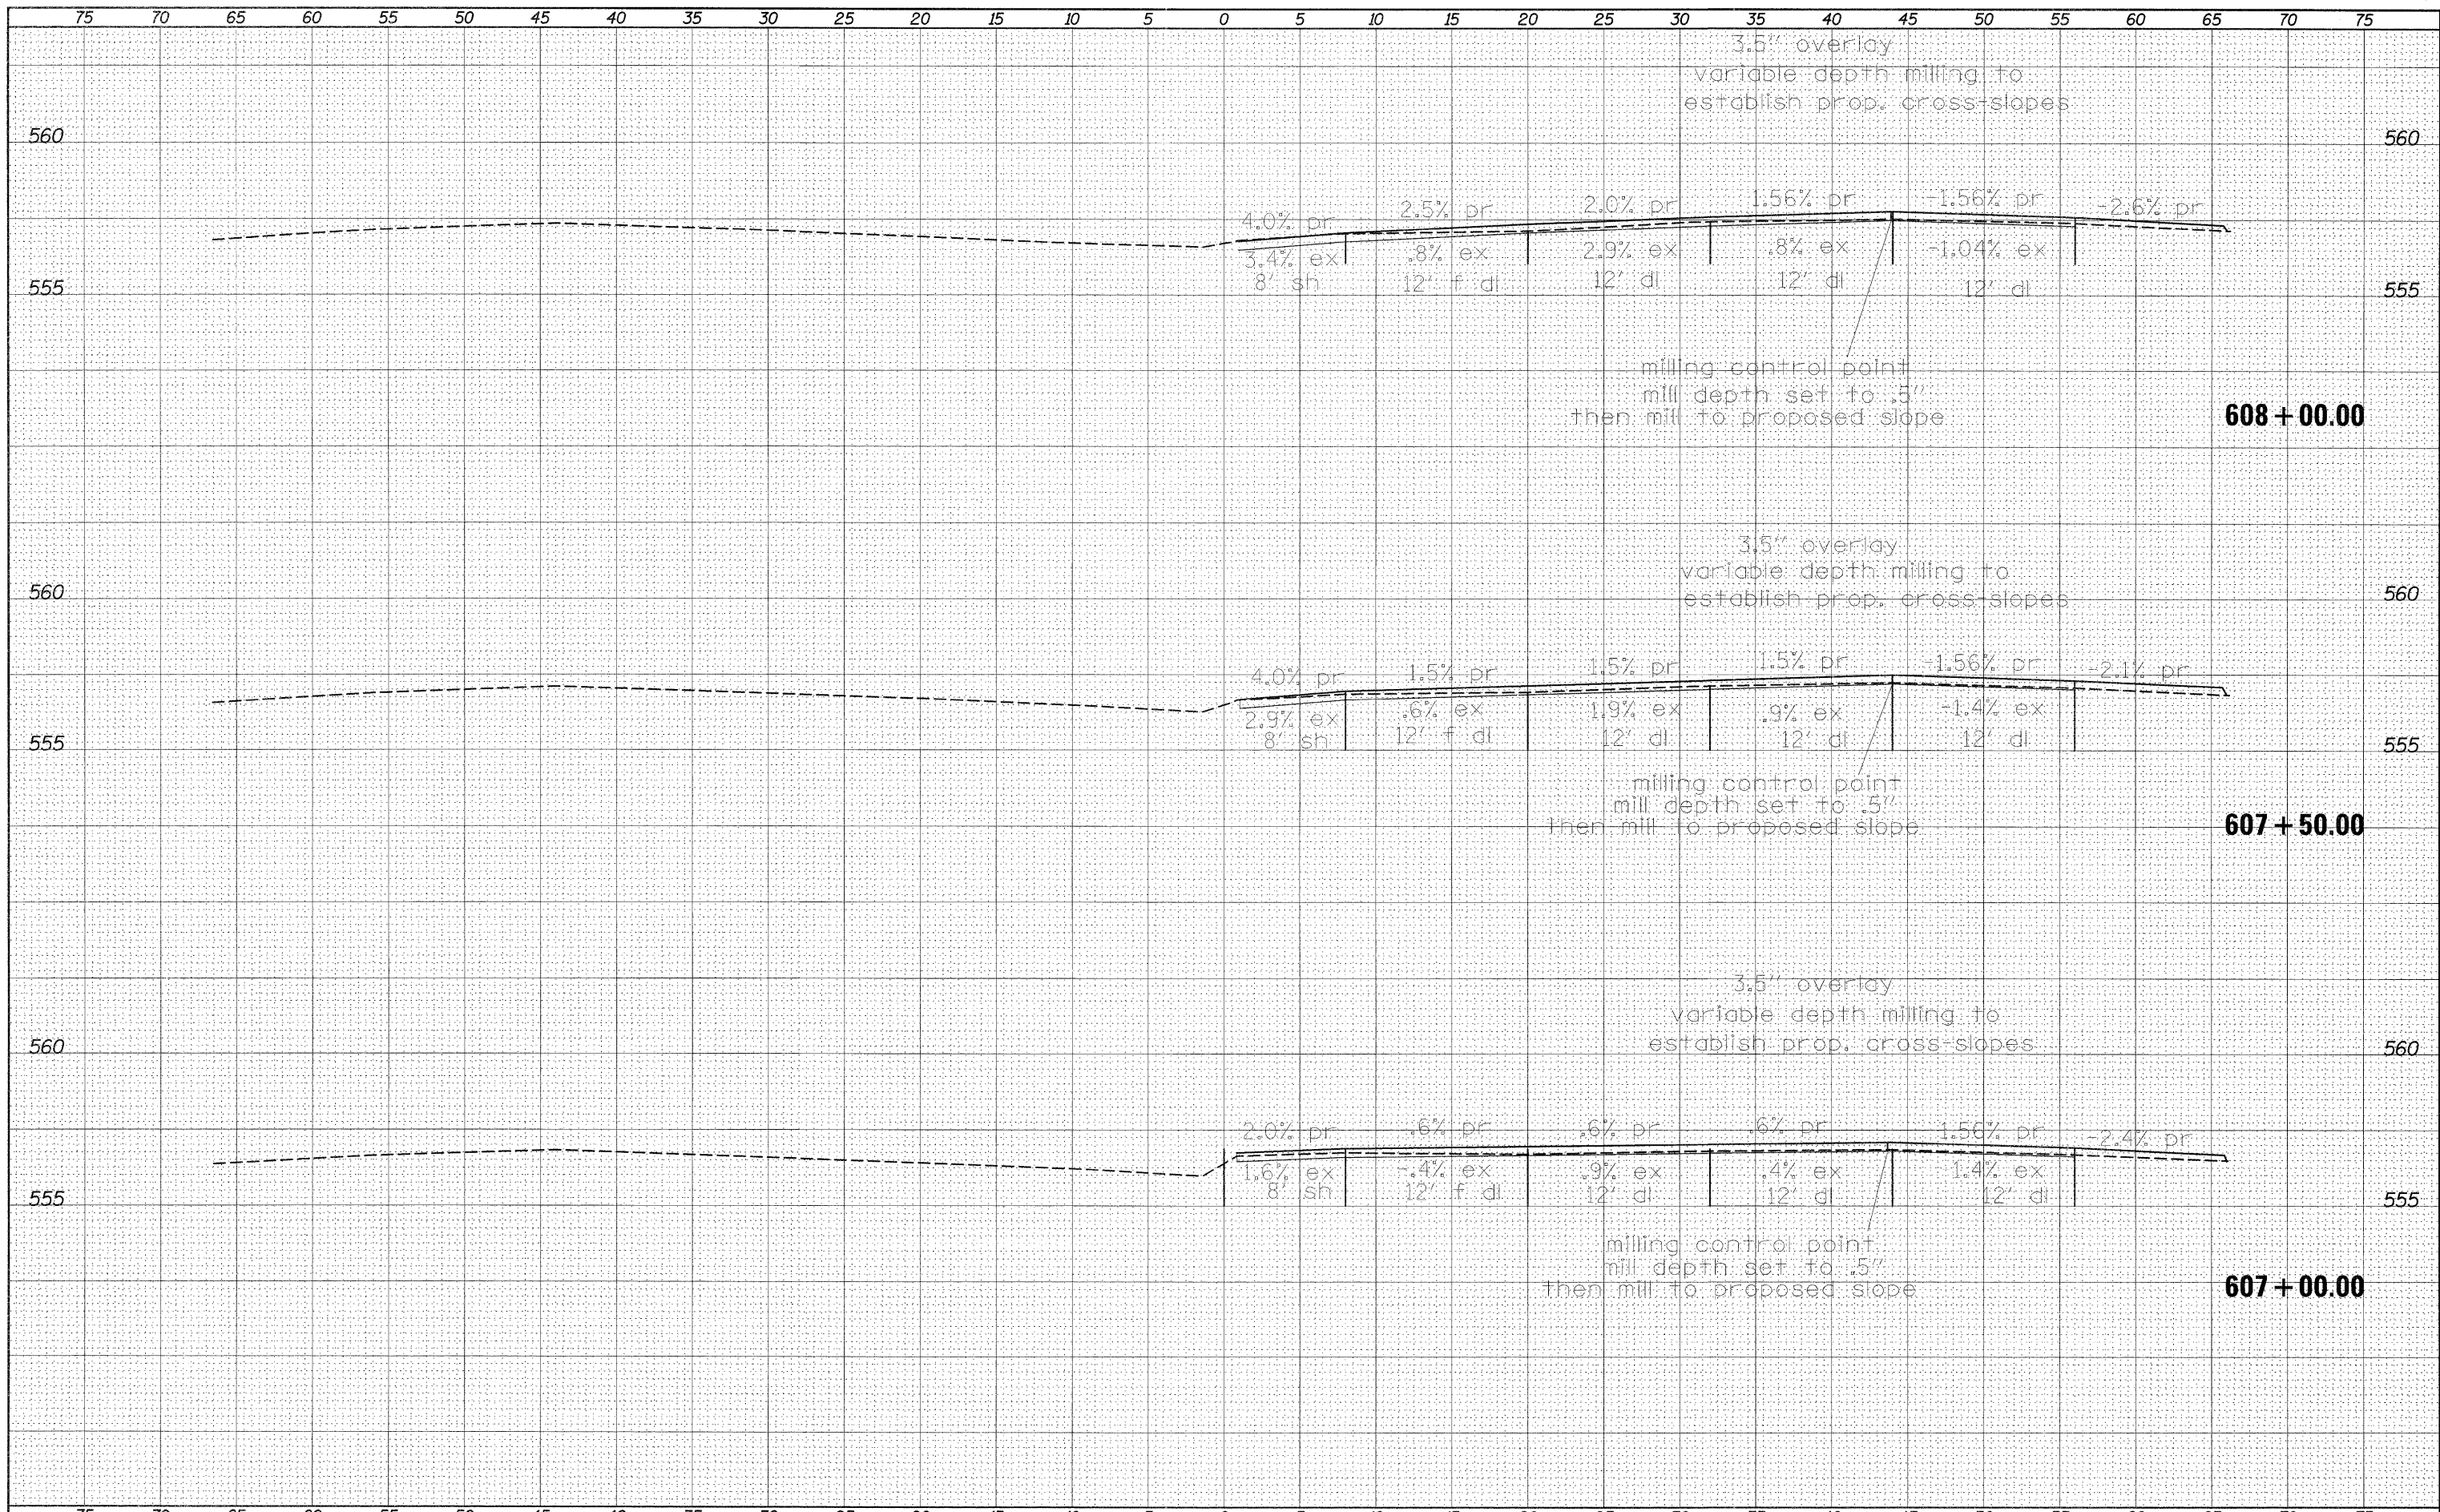 75 70 65 60 55 50 45 40 35 30 25 20 15 10 5 0 5 10 15 20 25 30 35 40 45 50 55 60 65 70 75
3.5" overlay
variable depth milling to
establish prop. cross-slopes
560 560
4.0% pr 2.5% pr 2.0% pr 1.56% pr -1.56% pr -2.6% pr
3.4% ex .8% ex 2.9% ex .8% ex -1.04% ex
8' sh 12' f dl 12' dl 12' dl 12' dl
555 555
milling control point
mill depth set to .5"
then mill to proposed slope
608+00.00
3.5" overlay
variable depth milling to
establish prop. cross-slopes
560 560
4.0% pr 1.5% pr 1.5% pr 1.5% pr -1.56% pr -2.1% pr
2.9% ex .6% ex 1.9% ex .9% ex -1.4% ex
8' sh 12' f dl 12' dl 12' dl 12' dl
555 555
milling control point
mill depth set to .5"
then mill to proposed slope
607+50.00
3.5" overlay
variable depth milling to
establish prop. cross-slopes
560 560
2.0% pr .6% pr .6% pr .6% pr 1.56% pr -2.4% pr
1.6% ex -.4% ex .9% ex .4% ex 1.4% ex
8' sh 12' f dl 12' dl 12' dl 12' dl
555 555
milling control point
mill depth set to .5"
then mill to proposed slope
607+00.00